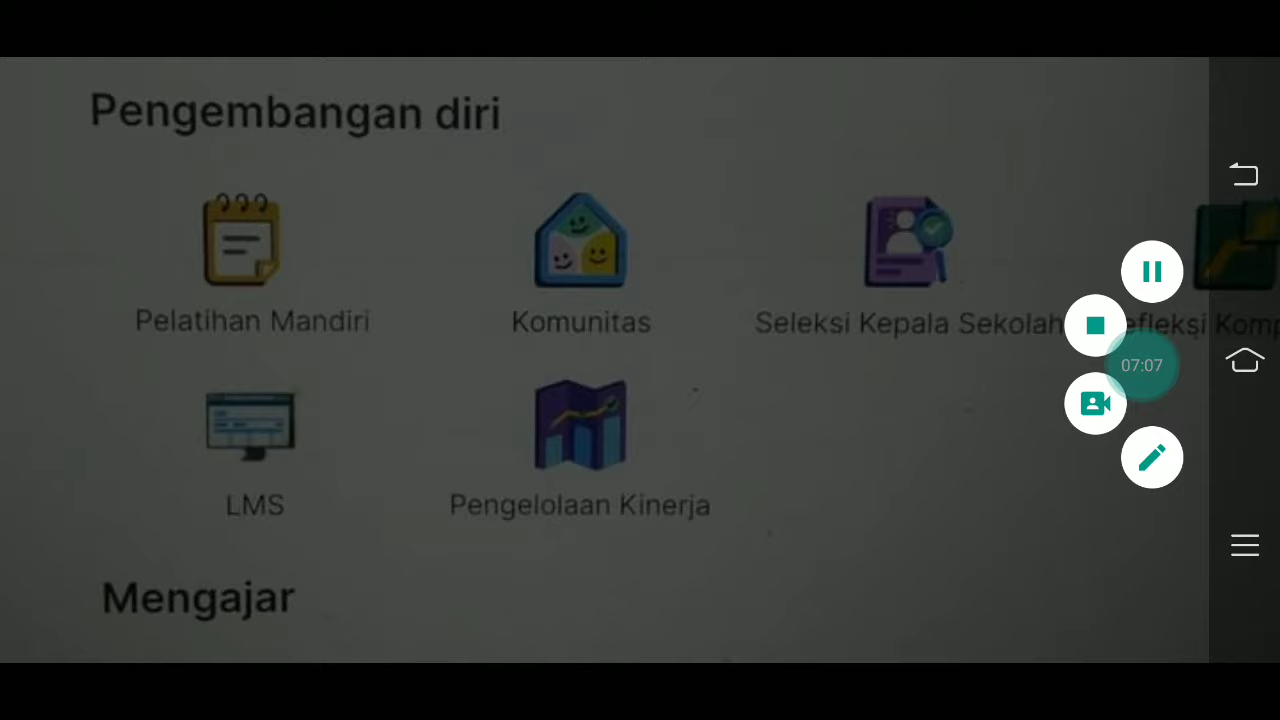 Pengembangan diri
Pelatihan Mandiri
Komunitas
Seleksi Kepala Sekolah
LMS
Pengelolaan Kinerja
07:07
Mengajar